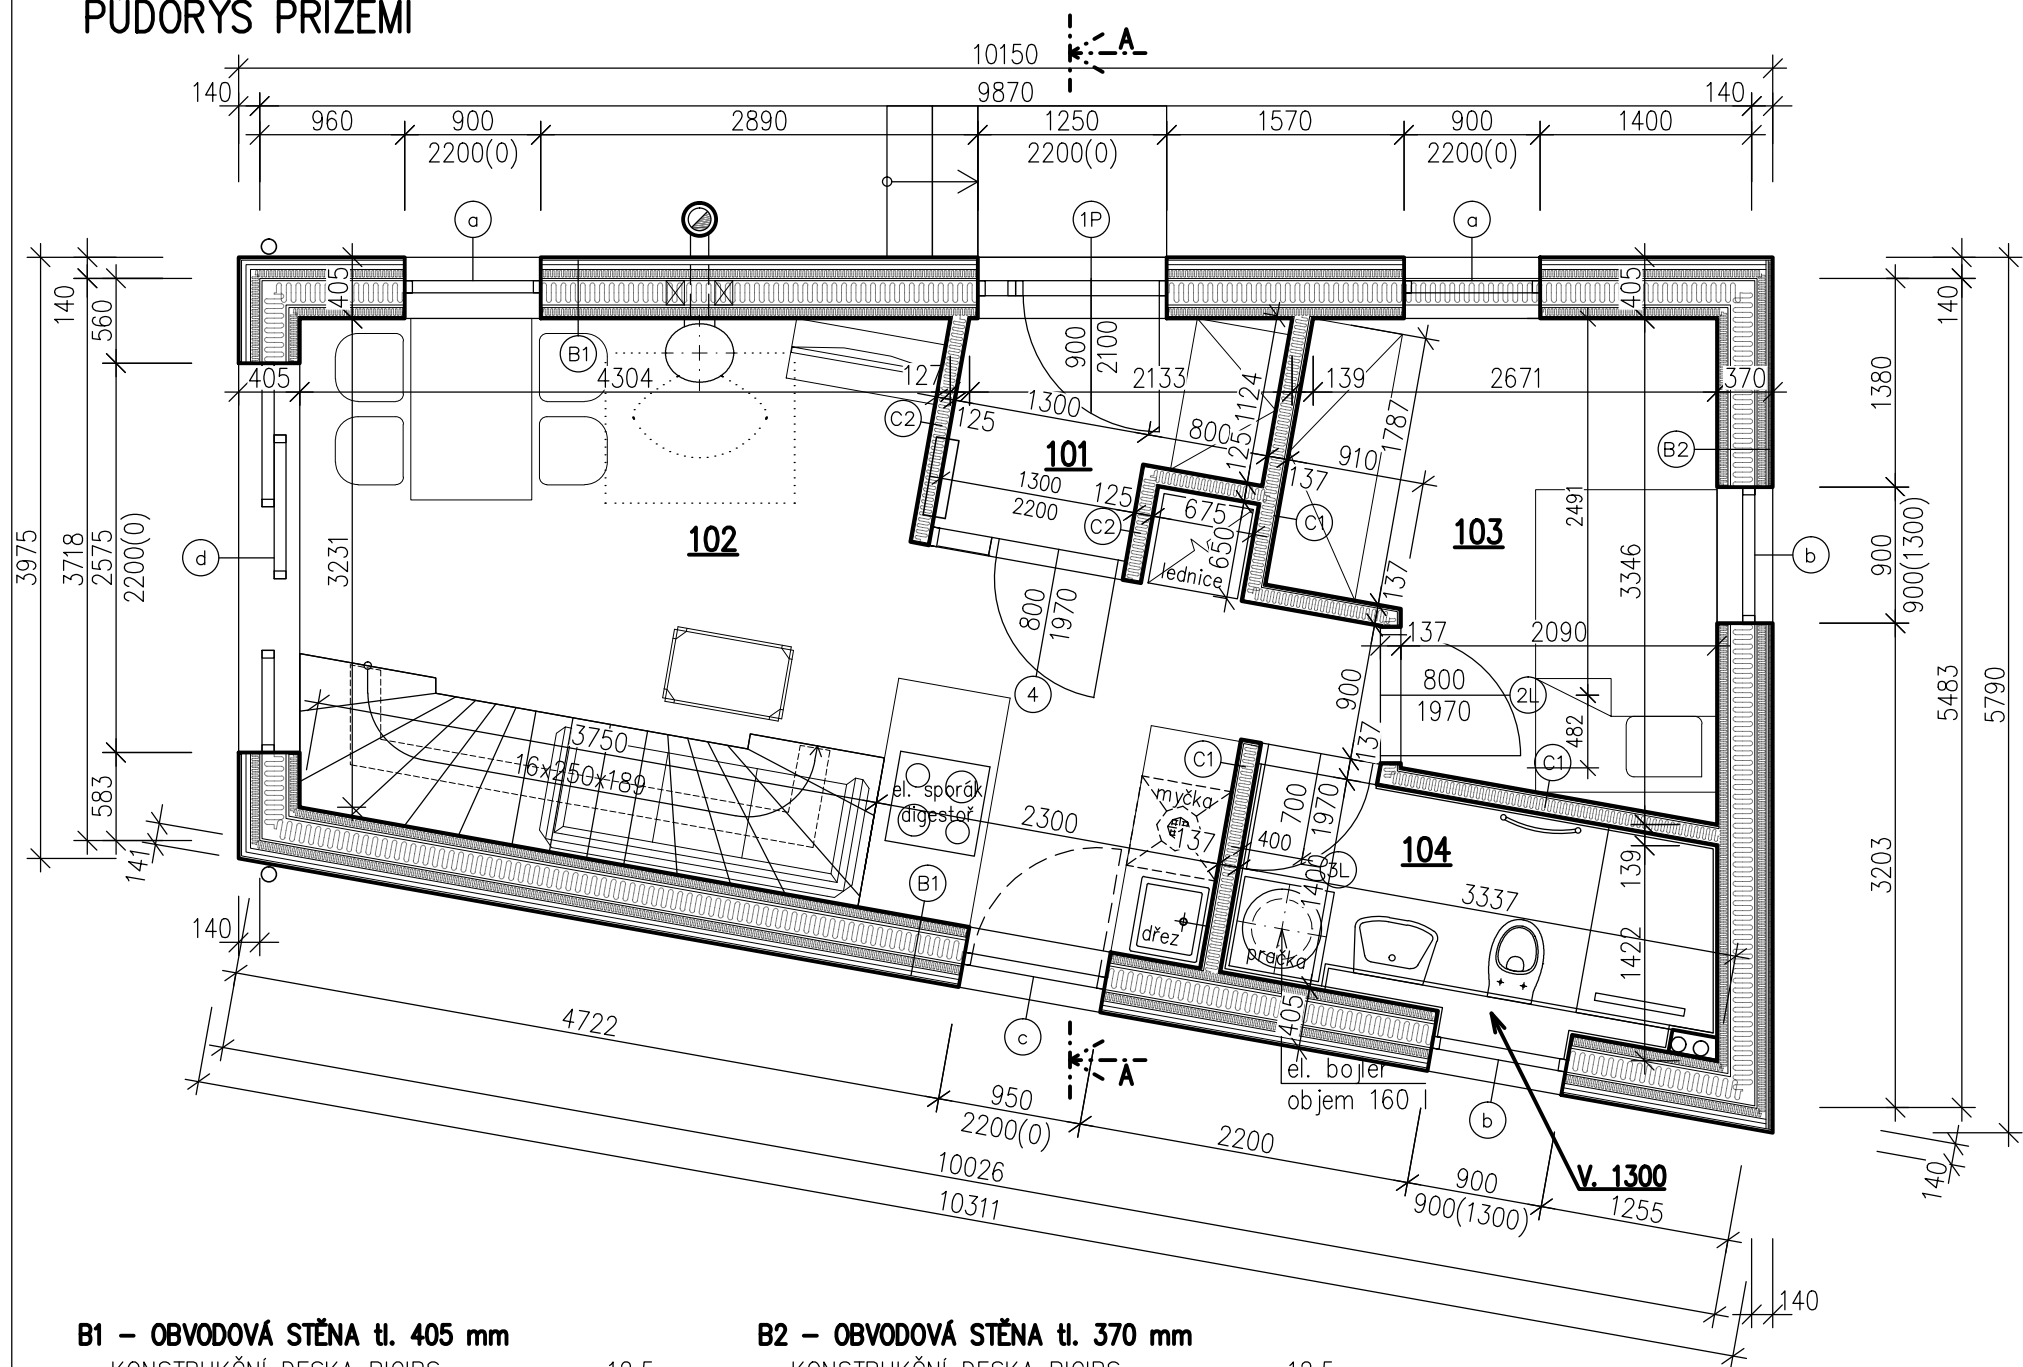 PŮDORYS PŘÍZEMÍ
A
10150
140
9870
140
960
900
2890
1250
1570
900
1400
2200(0)
2200(0)
2200(0)
a
1P
a
3975
140
3718
560
2575
2200(0)
583
141
405
405
140
1380
5483
5790
900
900(1300)
3203
140
B1
405
4304
127
2133
139
2671
370
900
2100
C2
125
1300
1124
125
800
910
1787
B2
101
1300
2200
125
137
C2
675
650
C1
lednice
102
103
2491
3346
d
b
3231
800
1970
4
137
137
2090
900
800
1970
2L
482
137
C1
3750
16x250x189
el. sporák
digestoř
2300
C1
myčka
137
700
1970
400
3L
140
104
139
3337
1422
B1
dřez
pračka
405
140
4722
c
A
el. bojler
objem 160 l
b
950
2200(0)
2200
900
900(1300)
V. 1300
1255
10026
10311
140
B1 – OBVODOVÁ STĚNA tl. 405 mm
B2 – OBVODOVÁ STĚNA tl. 370 mm